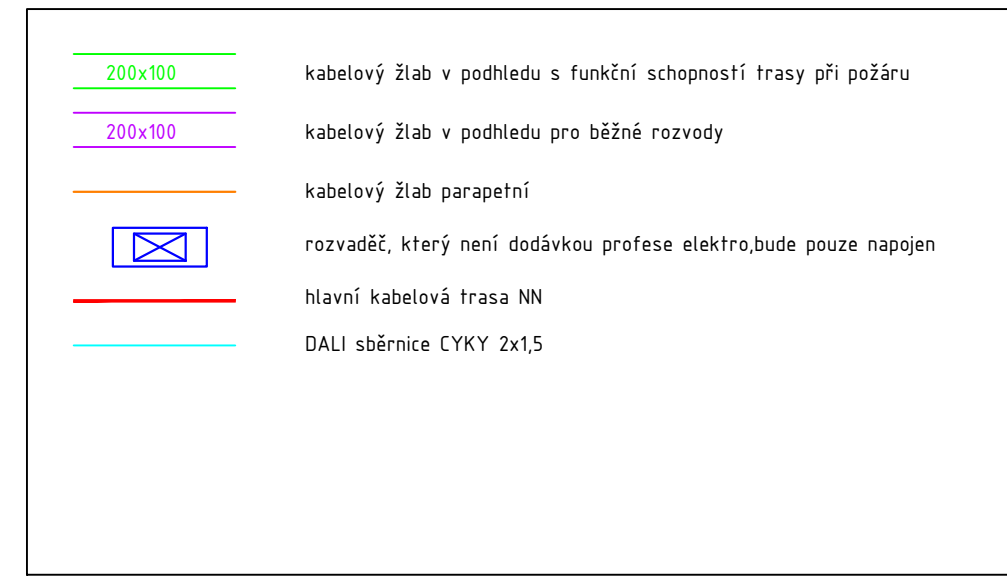 200x100 kabelový žlab v podhledu s funkční schopností trasy při požáru
200x100 kabelový žlab v podhledu pro běžné rozvody
kabelový žlab parapetní
rozvaděč, který není dodávkou profese elektro,bude pouze napojen
hlavní kabelová trasa NN
DALI sběrnice CYKY 2x1,5